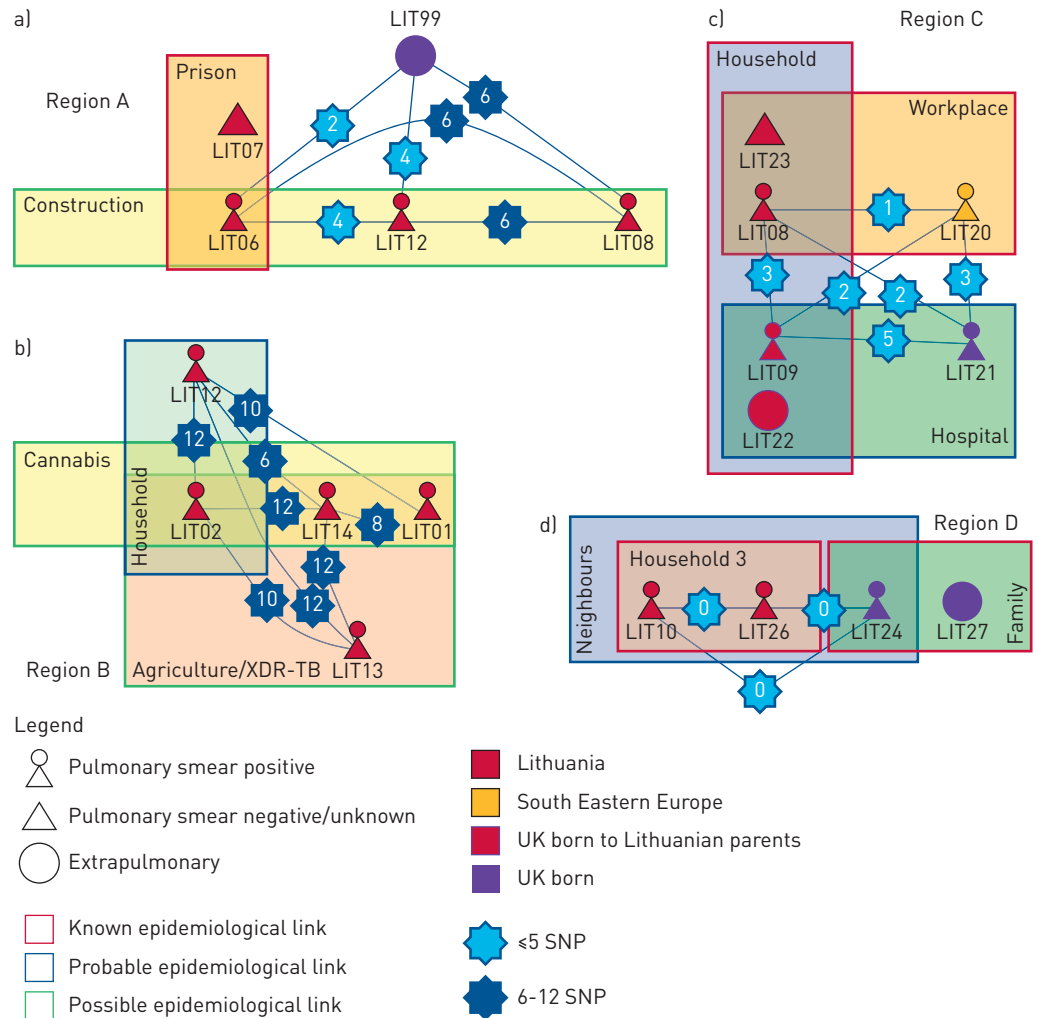 a)
LIT99
Prison
Region A
6
6
2
LIT07
4
Construction
4
6
LIT06
LIT12
LIT08
b)
LIT12
10
12
6
Cannabis
Household
12
8
LIT02
LIT14
LIT01
12
10
12
Region B
Agriculture/XDR-TB
LIT13
c)
Region C
Household
Workplace
LIT23
1
LIT08
LIT20
3
2
2
3
5
LIT09
LIT21
LIT22
Hospital
d)
Region D
Neighbours
Household 3
0
0
LIT10
LIT26
LIT24
LIT27
Family
0
Legend
Pulmonary smear positive
Pulmonary smear negative/unknown
Extrapulmonary
Known epidemiological link
Probable epidemiological link
Possible epidemiological link
Lithuania
South Eastern Europe
UK born to Lithuanian parents
UK born
≤5 SNP
6-12 SNP